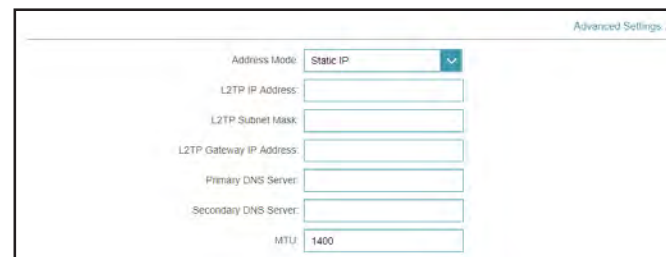 Advanced Settings
Address Mode: Static IP
L2TP IP Address:
L2TP Subnet Mask:
L2TP Gateway IP Address:
Primary DNS Server:
Secondary DNS Server:
MTU: 1400